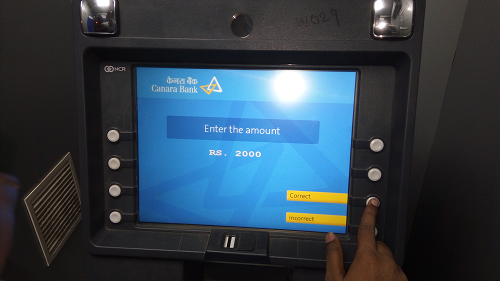 NCR
केनरा बैंक
Canara Bank
Enter the amount
RS. 2000
Correct
Incorrect